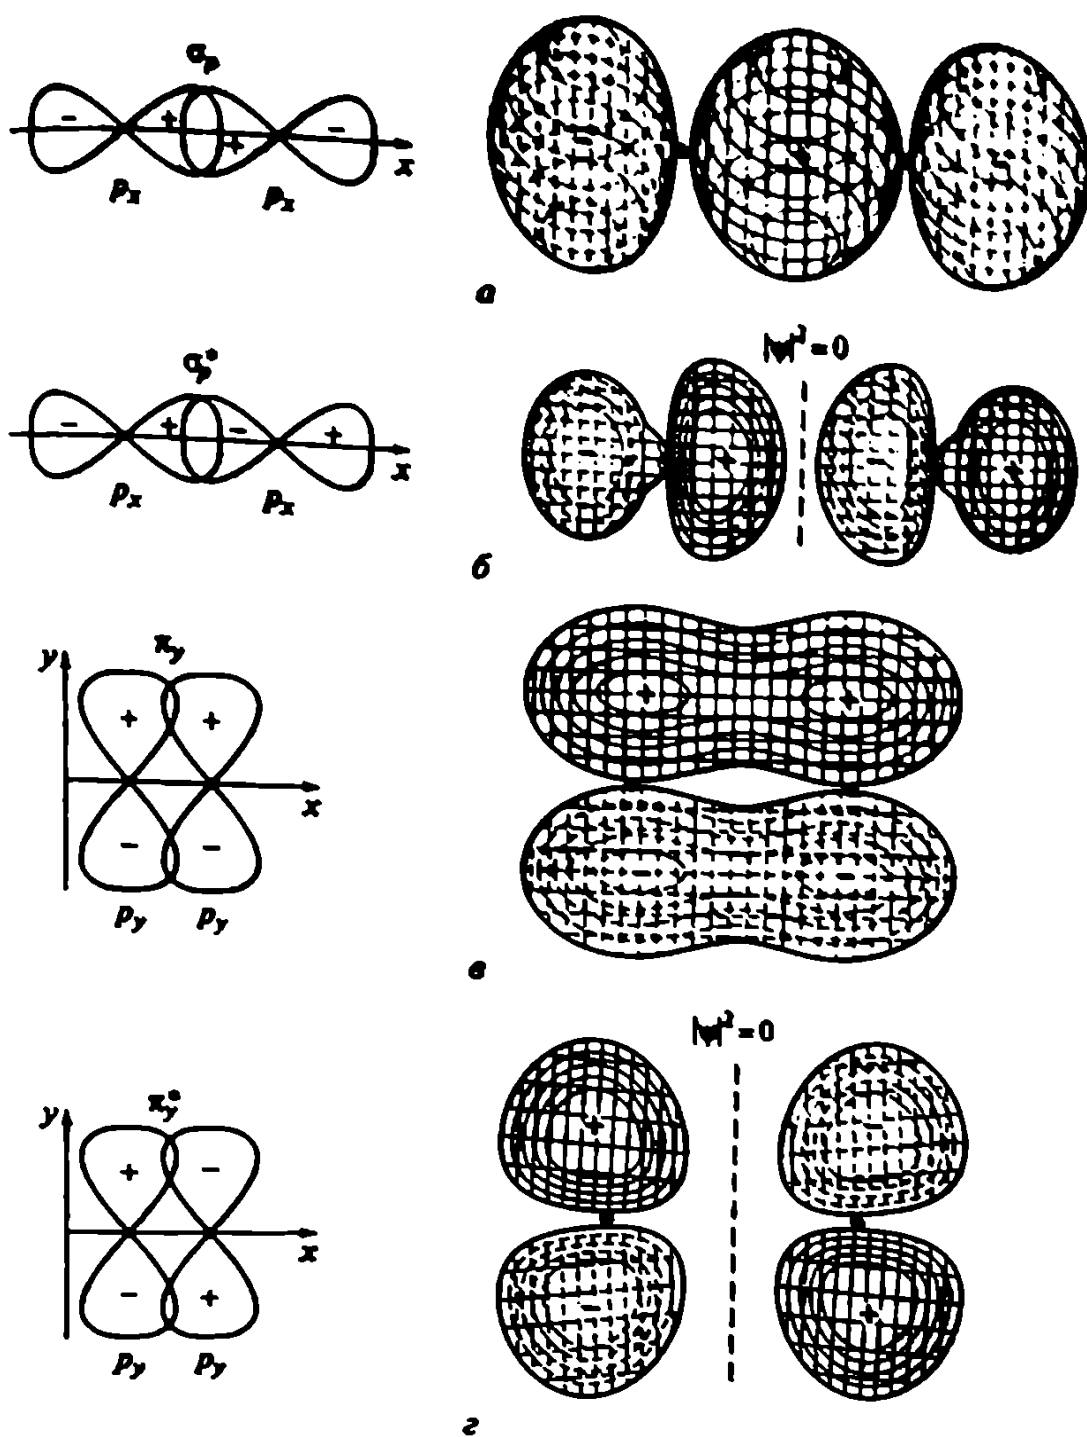 σp
− + + − x
px px
а
σp*
− + − + x
px px
|ψ|² = 0
− + − +
б
πy
y
+ +
x
− −
py py
+ +
− −
в
|ψ|² = 0
πy*
y
+ −
x
− +
py py
+ −
− +
г